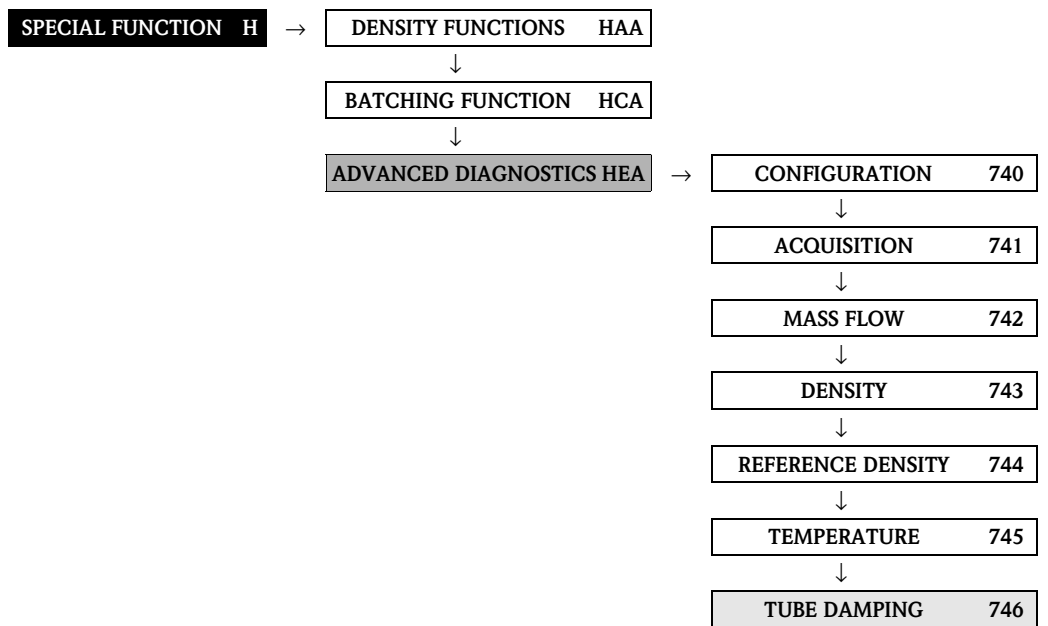 SPECIAL FUNCTION H → DENSITY FUNCTIONS HAA
↓
BATCHING FUNCTION HCA
↓
ADVANCED DIAGNOSTICS HEA → CONFIGURATION 740
↓
ACQUISITION 741
↓
MASS FLOW 742
↓
DENSITY 743
↓
REFERENCE DENSITY 744
↓
TEMPERATURE 745
↓
TUBE DAMPING 746